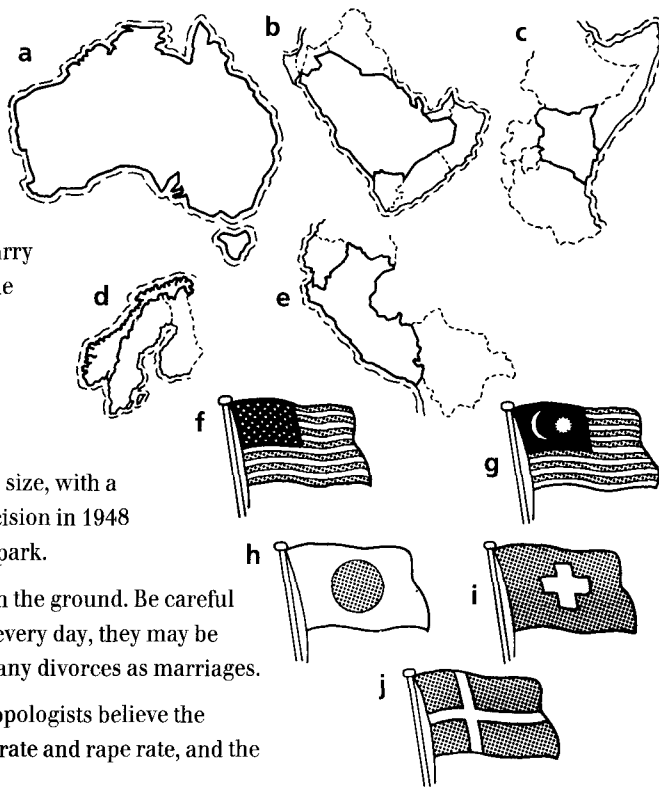 a
b
c
arry
d
e
f
g
size, with a
cision in 1948
park.
h
i
n the ground. Be careful
every day, they may be
any divorces as marriages.
j
opologists believe the
rate and rape rate, and the